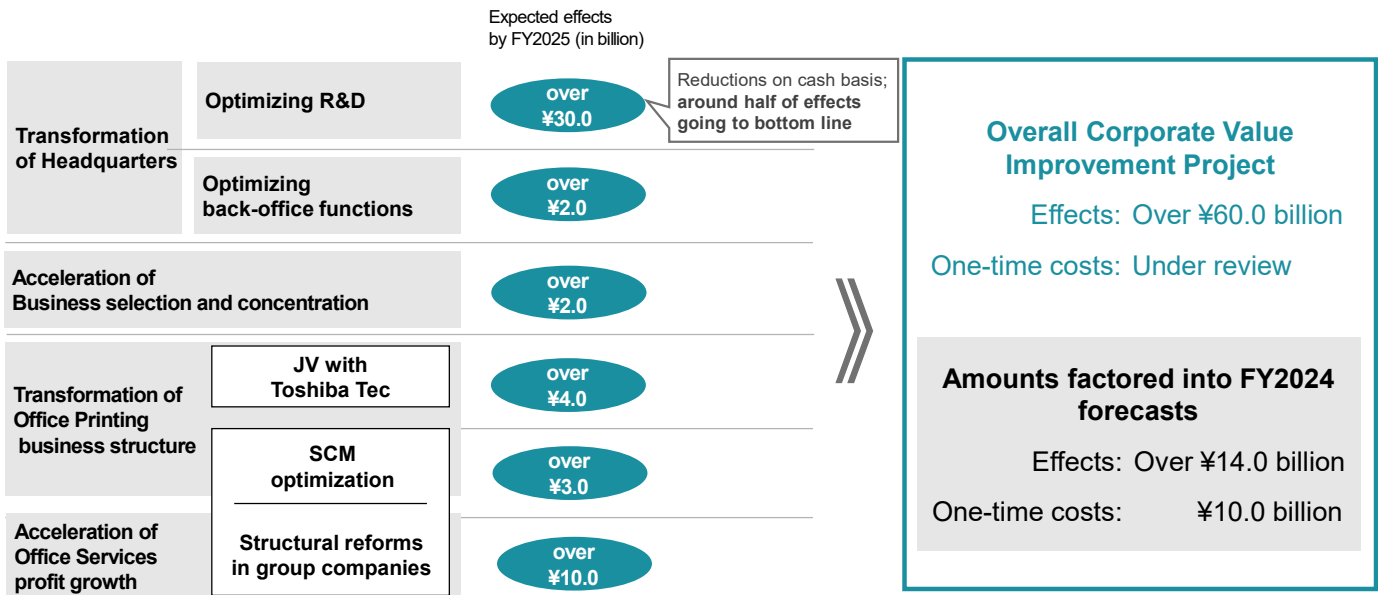 Expected effects
by FY2025 (in billion)
Transformation
of Headquarters
Optimizing R&D
over
¥30.0
Reductions on cash basis;
around half of effects
going to bottom line
Optimizing
back-office functions
over
¥2.0
Acceleration of
Business selection and concentration
over
¥2.0
Transformation of
Office Printing
business structure
JV with
Toshiba Tec
over
¥4.0
SCM
optimization
over
¥3.0
Acceleration of
Office Services
profit growth
Structural reforms
in group companies
over
¥10.0
Overall Corporate Value
Improvement Project
Effects: Over ¥60.0 billion
One-time costs: Under review
Amounts factored into FY2024
forecasts
Effects: Over ¥14.0 billion
One-time costs: ¥10.0 billion